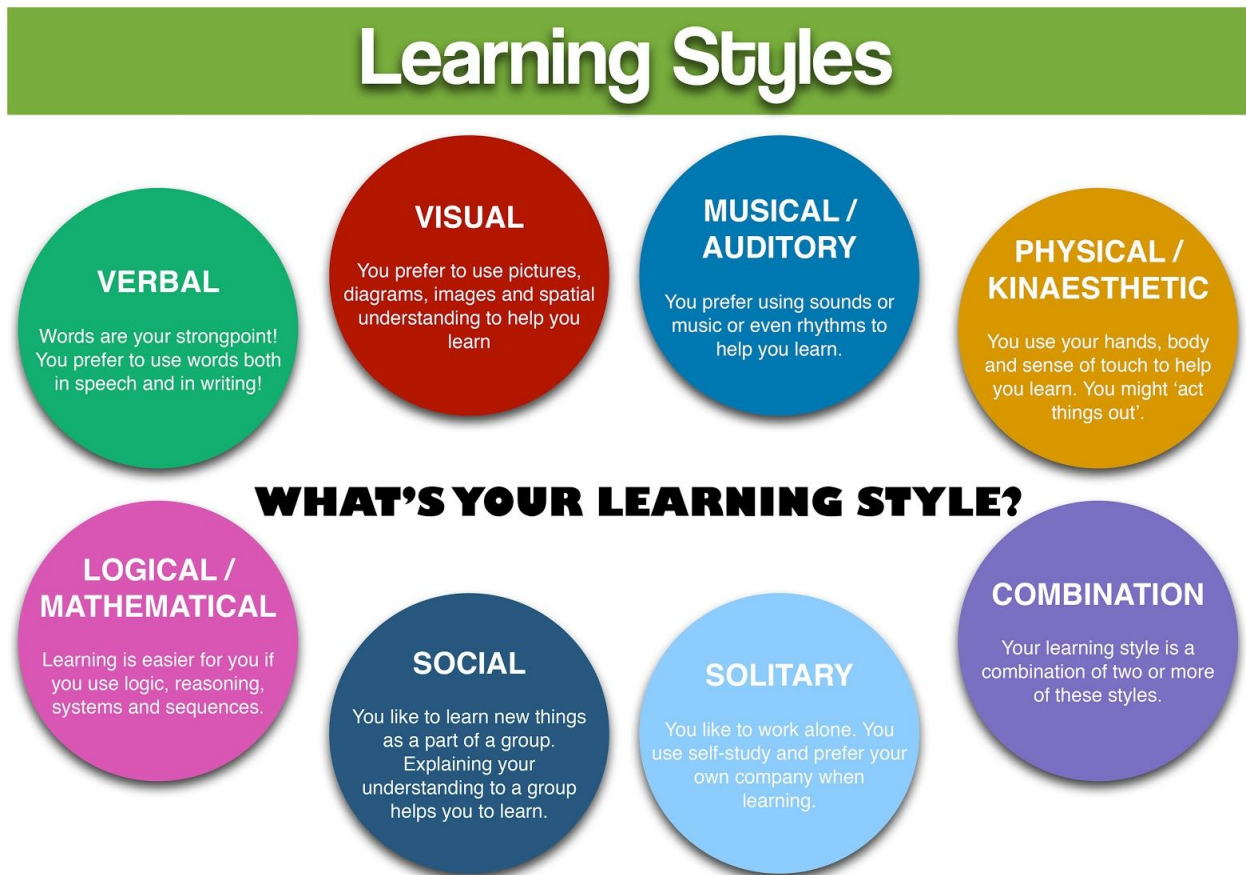 Learning Styles
VERBAL
Words are your strongpoint!
You prefer to use words both
in speech and in writing!
VISUAL
You prefer to use pictures,
diagrams, images and spatial
understanding to help you
learn
MUSICAL /
AUDITORY
You prefer using sounds or
music or even rhythms to
help you learn.
PHYSICAL /
KINAESTHETIC
You use your hands, body
and sense of touch to help
you learn. You might ‘act
things out’.
WHAT’S YOUR LEARNING STYLE?
LOGICAL /
MATHEMATICAL
Learning is easier for you if
you use logic, reasoning,
systems and sequences.
SOCIAL
You like to learn new things
as a part of a group.
Explaining your
understanding to a group
helps you to learn.
SOLITARY
You like to work alone. You
use self-study and prefer your
own company when
learning.
COMBINATION
Your learning style is a
combination of two or more
of these styles.